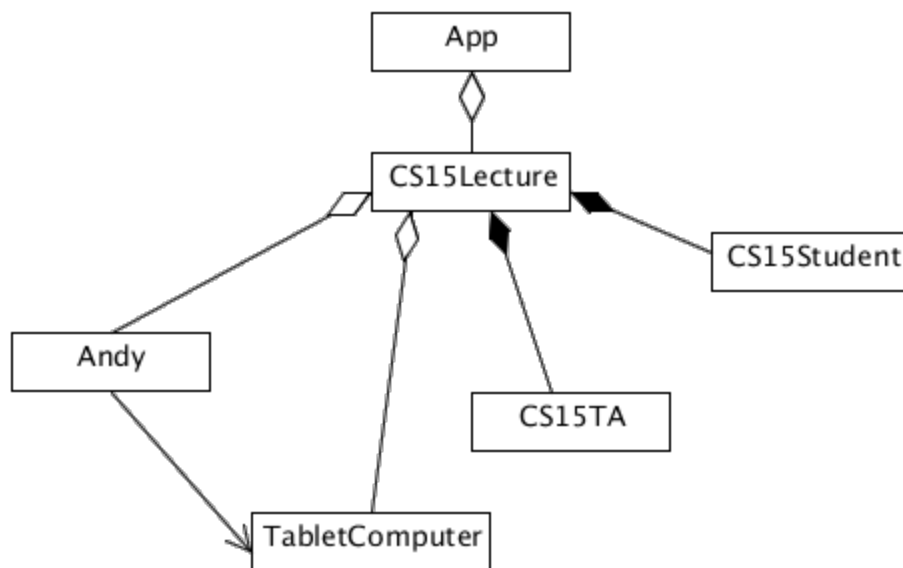 App
CS15Lecture
CS15Student
Andy
CS15TA
TabletComputer